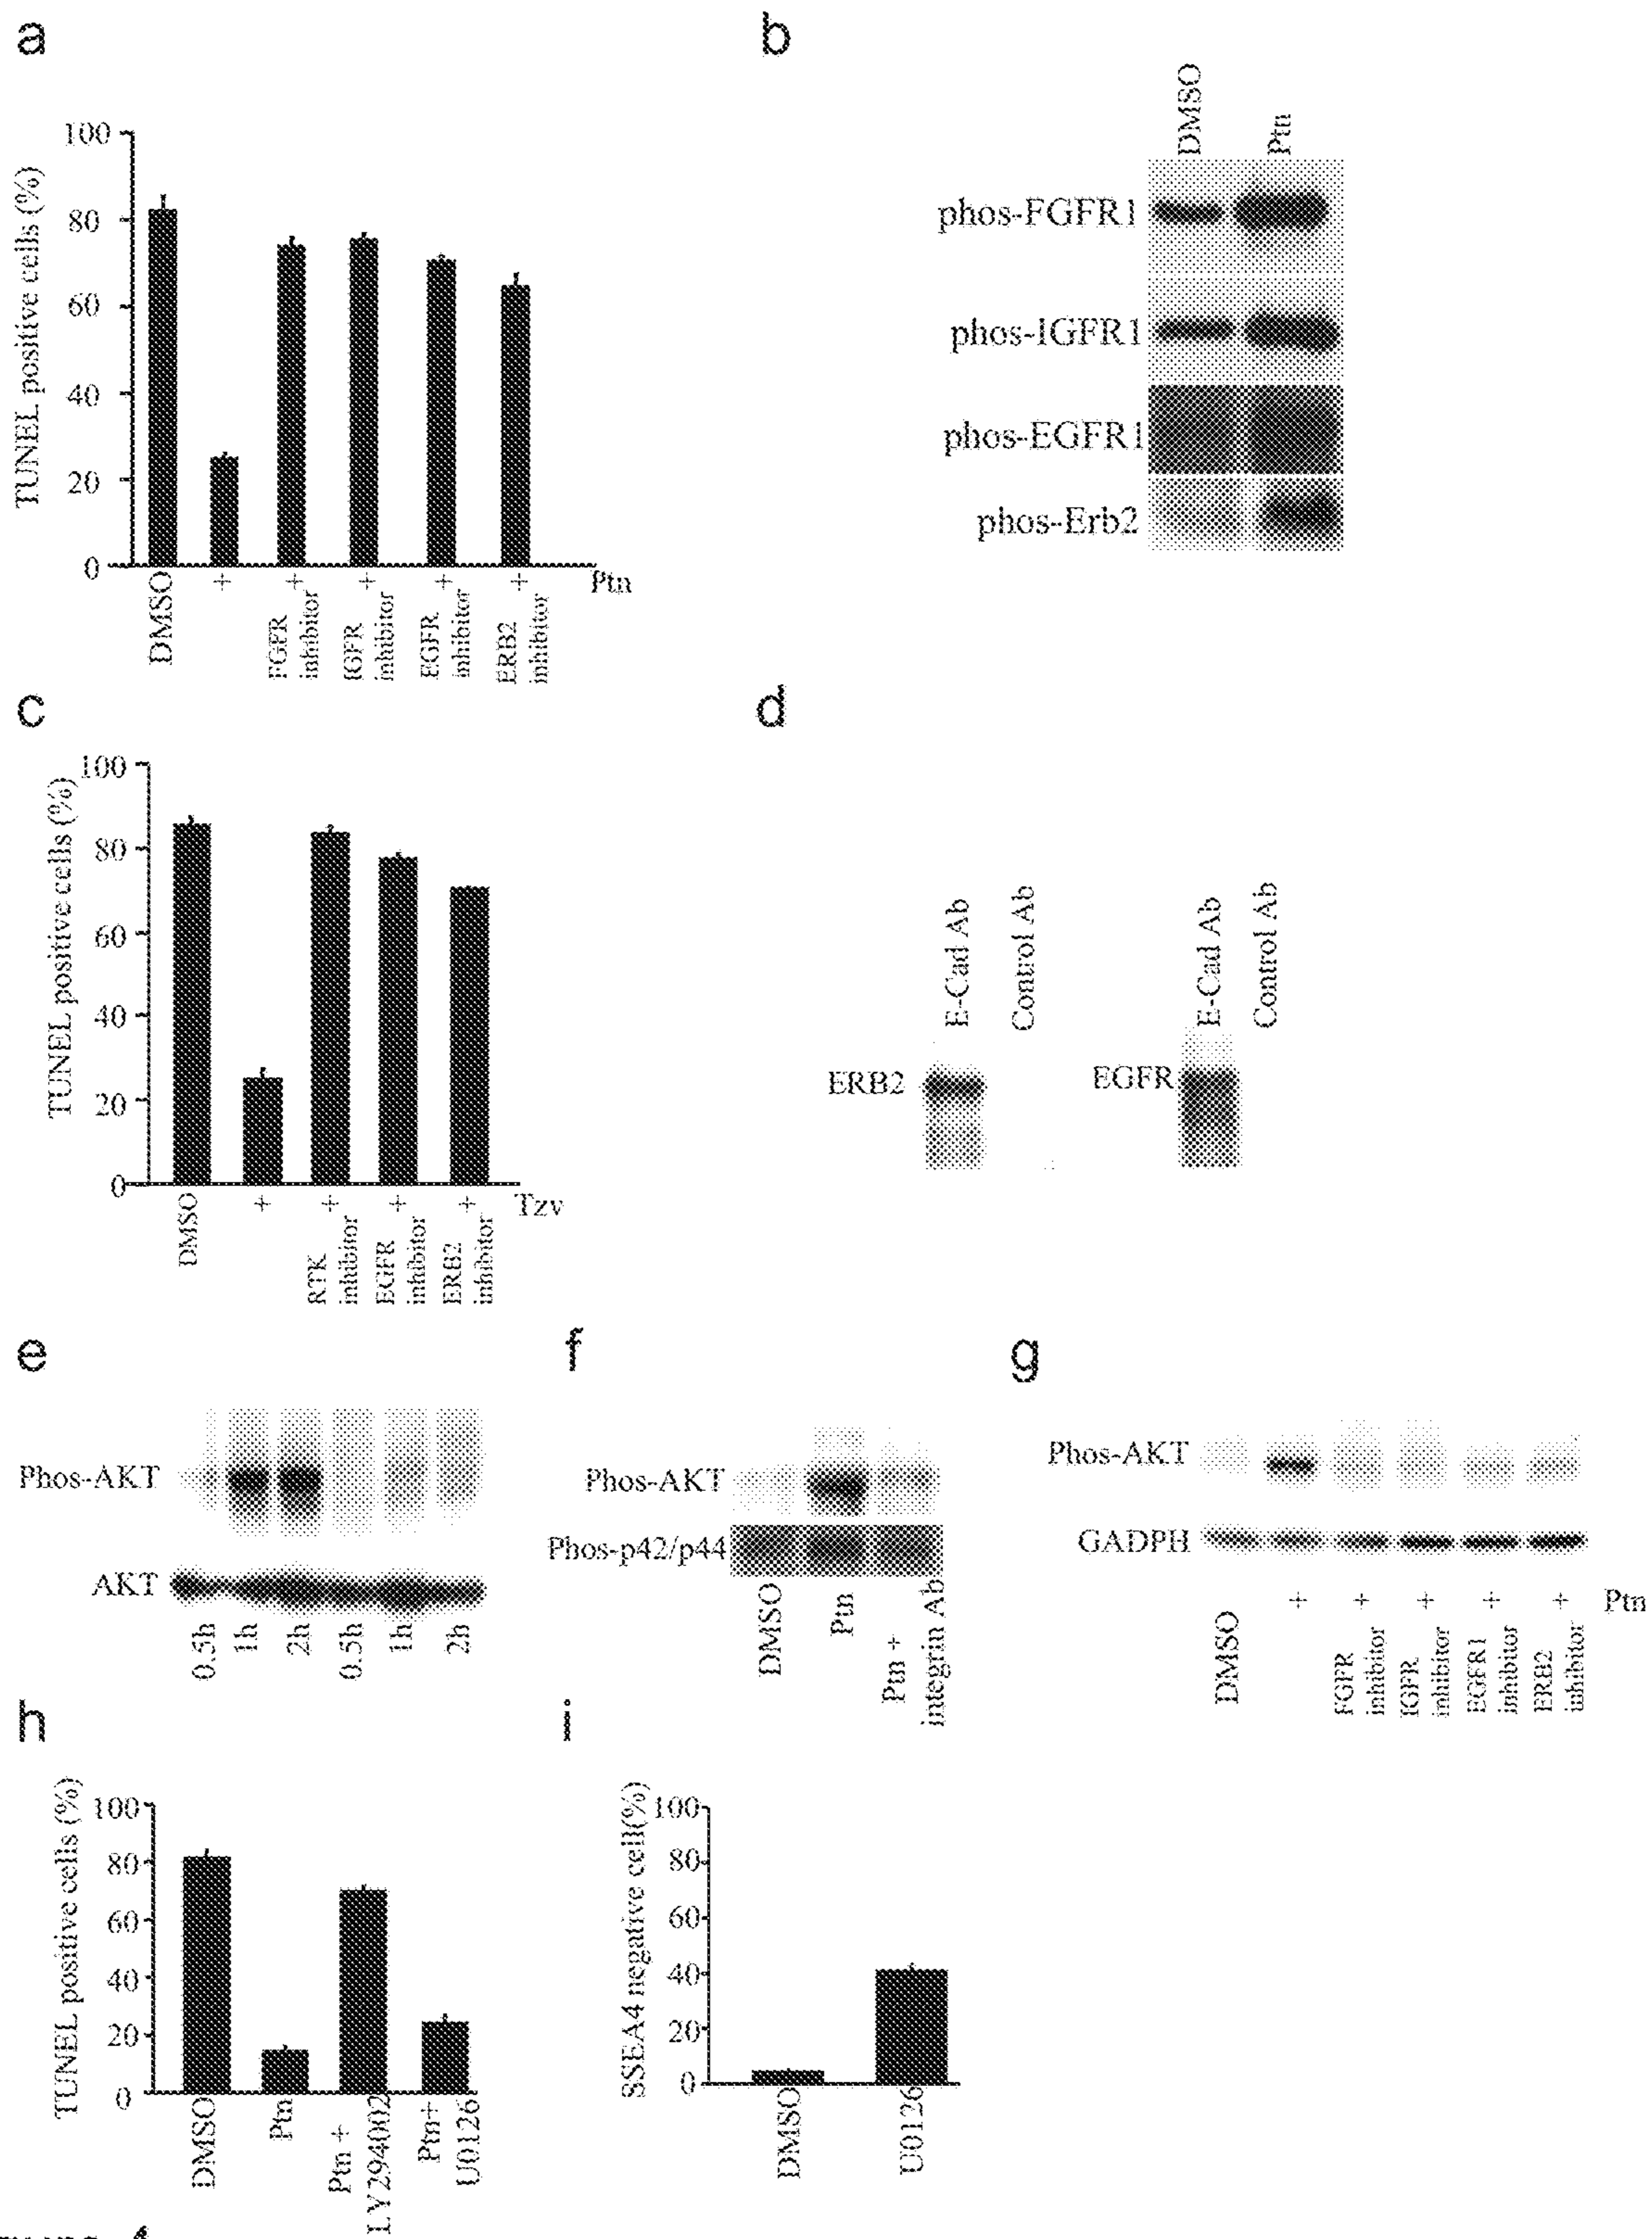 a
TUNEL positive cells (%)
100
80
60
40
20
0
DMSO
+ + + + + Ptn
FGFR inhibitor
IGFR inhibitor
EGFR inhibitor
ERB2 inhibitor
b
DMSO
Ptn
phos-FGFR1
phos-IGFR1
phos-EGFR1
phos-Erb2
c
TUNEL positive cells (%)
100
80
60
40
20
0
DMSO
+ + + + Tzv
RTK inhibitor
EGFR inhibitor
ERB2 inhibitor
d
E-Cad Ab
Control Ab
ERB2
E-Cad Ab
Control Ab
EGFR
e
Phos-AKT
AKT
0.5h
1h
2h
0.5h
1h
2h
f
Phos-AKT
Phos-p42/p44
DMSO
Ptn
Ptn +
integrin Ab
g
Phos-AKT
GADPH
DMSO
+ + + + + Ptn
FGFR inhibitor
IGFR inhibitor
EGFR1 inhibitor
ERB2 inhibitor
h
TUNEL positive cells (%)
100
80
60
40
20
0
DMSO
Ptn
Ptn +
LY294002
Ptn+
U0126
i
SSEA4 negative cell(%)
100
80
60
40
20
0
DMSO
U0126